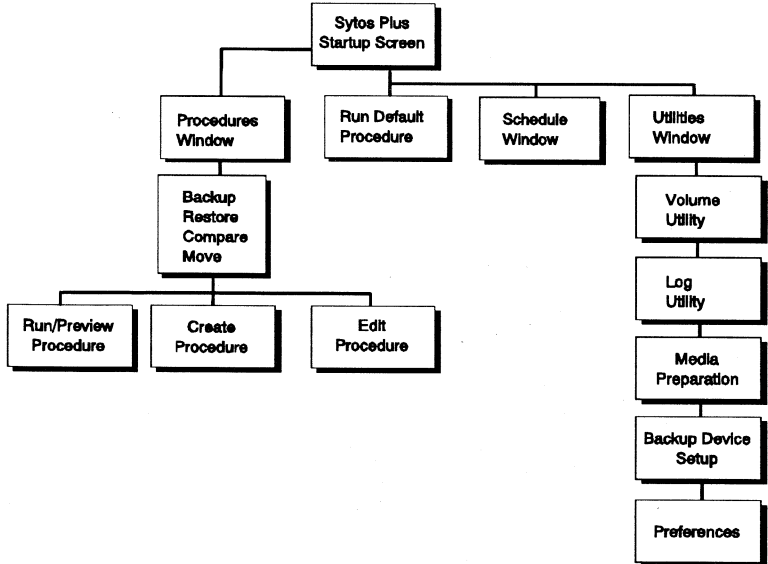 Sytos Plus
Startup Screen
Procedures
Window
Run Default
Procedure
Schedule
Window
Utilities
Window
Backup
Restore
Compare
Move
Volume
Utility
Log
Utility
Run/Preview
Procedure
Create
Procedure
Edit
Procedure
Media
Preparation
Backup Device
Setup
Preferences